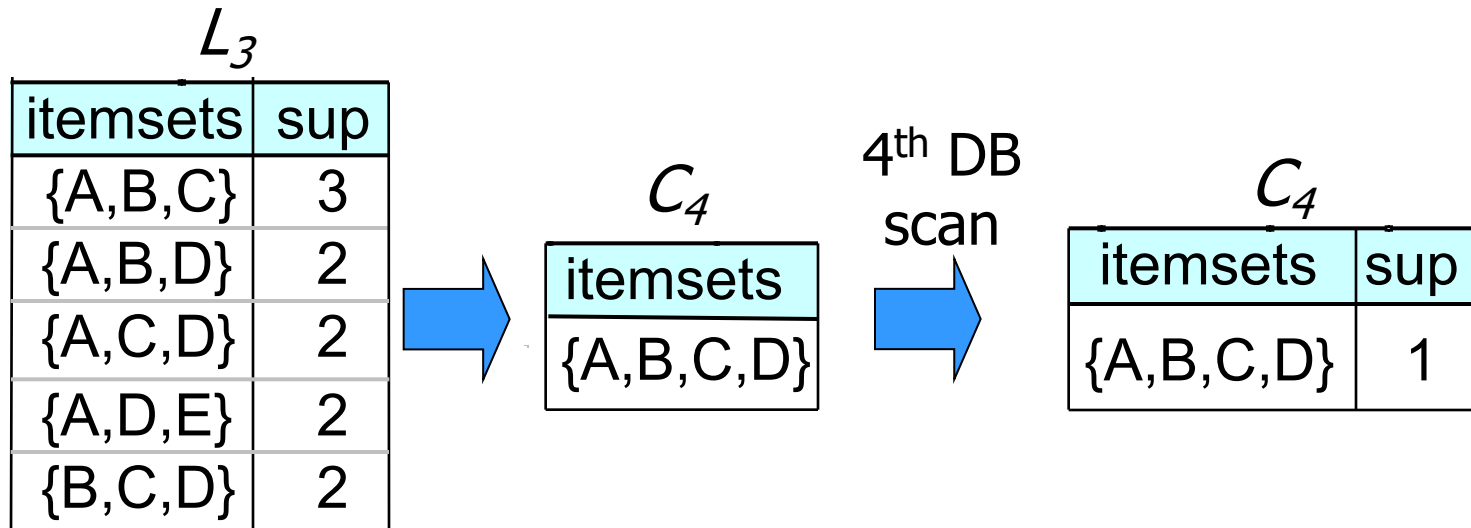 L3
itemsets sup
{A,B,C} 3
{A,B,D} 2
{A,C,D} 2
{A,D,E} 2
{B,C,D} 2
C4
itemsets
{A,B,C,D}
4th DB
scan
C4
itemsets sup
{A,B,C,D} 1